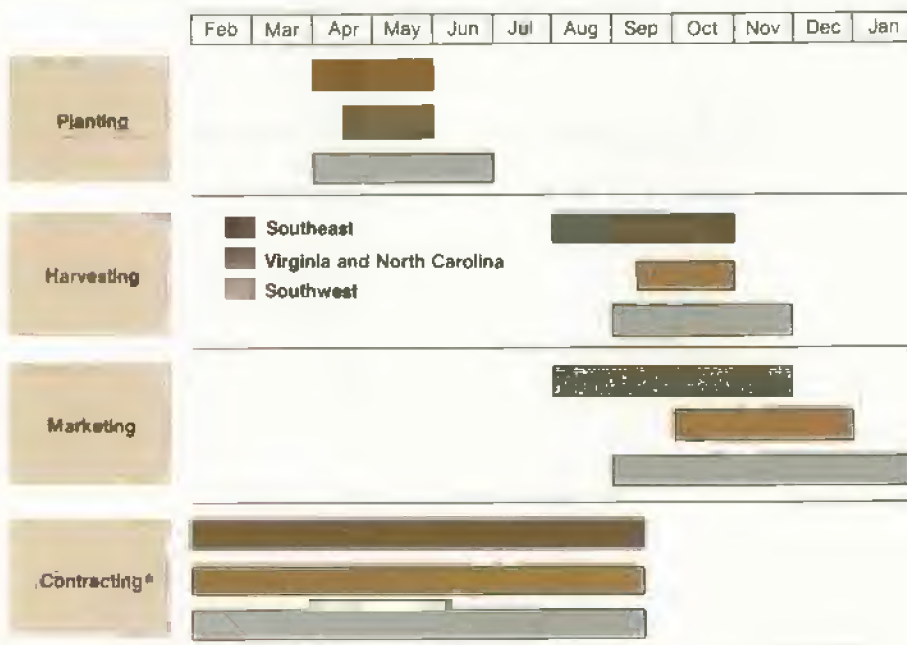 Feb Mar Apr May Jun Jul Aug Sep Oct Nov Dec Jan
Planting
Harvesting
Southeast
Virginia and North Carolina
Southwest
Marketing
Contracting*